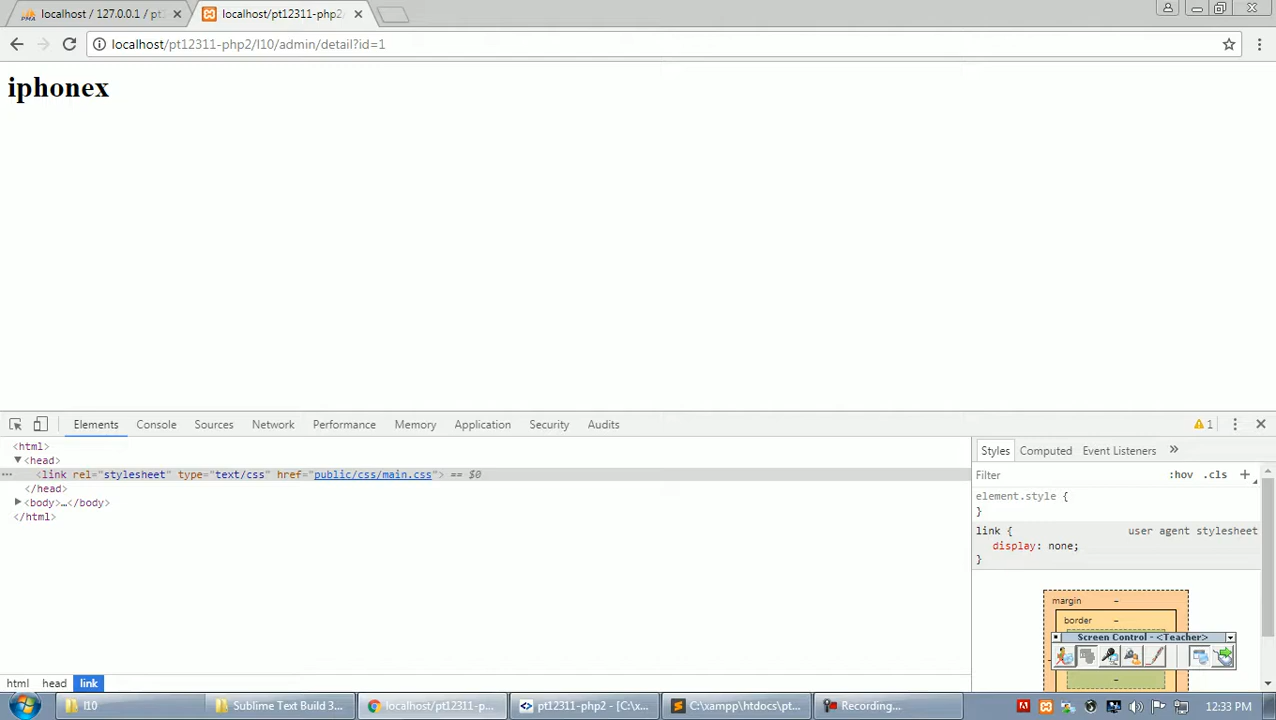 localhost / 127.0.0.1 / pt
localhost/pt12311-php2/
localhost/pt12311-php2/l10/admin/detail?id=1
iphonex
Elements Console Sources Network Performance Memory Application Security Audits 1
<html>
<head>
<link rel="stylesheet" type="text/css" href="public/css/main.css"> == $0
</head>
<body>…</body>
</html>
html head link
Styles Computed Event Listeners »
Filter :hov .cls +
element.style {
}
link { user agent stylesheet
display: none;
}
margin -
border -
Screen Control - <Teacher>
-
l10
Sublime Text Build 3...
localhost/pt12311-p...
pt12311-php2 - [C:\x...
C:\xampp\htdocs\pt...
Recording...
12:33 PM